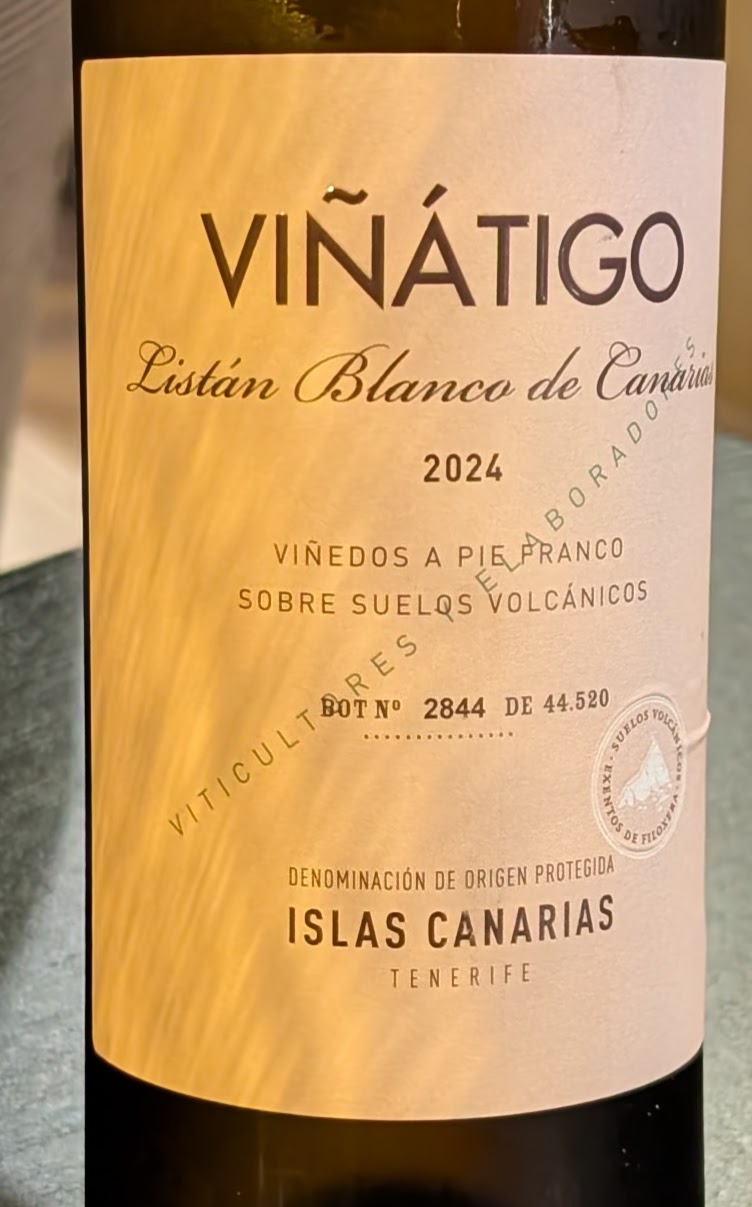 VIÑÁTIGO
Listán Blanco de Canarias
2024
VIÑEDOS A PIE FRANCO
SOBRE SUELOS VOLCÁNICOS
VITICULTORES Y ELABORADORES
BOT Nº 2844 DE 44.520
SUELOS VOLCÁNICOS · EXENTOS DE FILOXERA ·
DENOMINACIÓN DE ORIGEN PROTEGIDA
ISLAS CANARIAS
TENERIFE